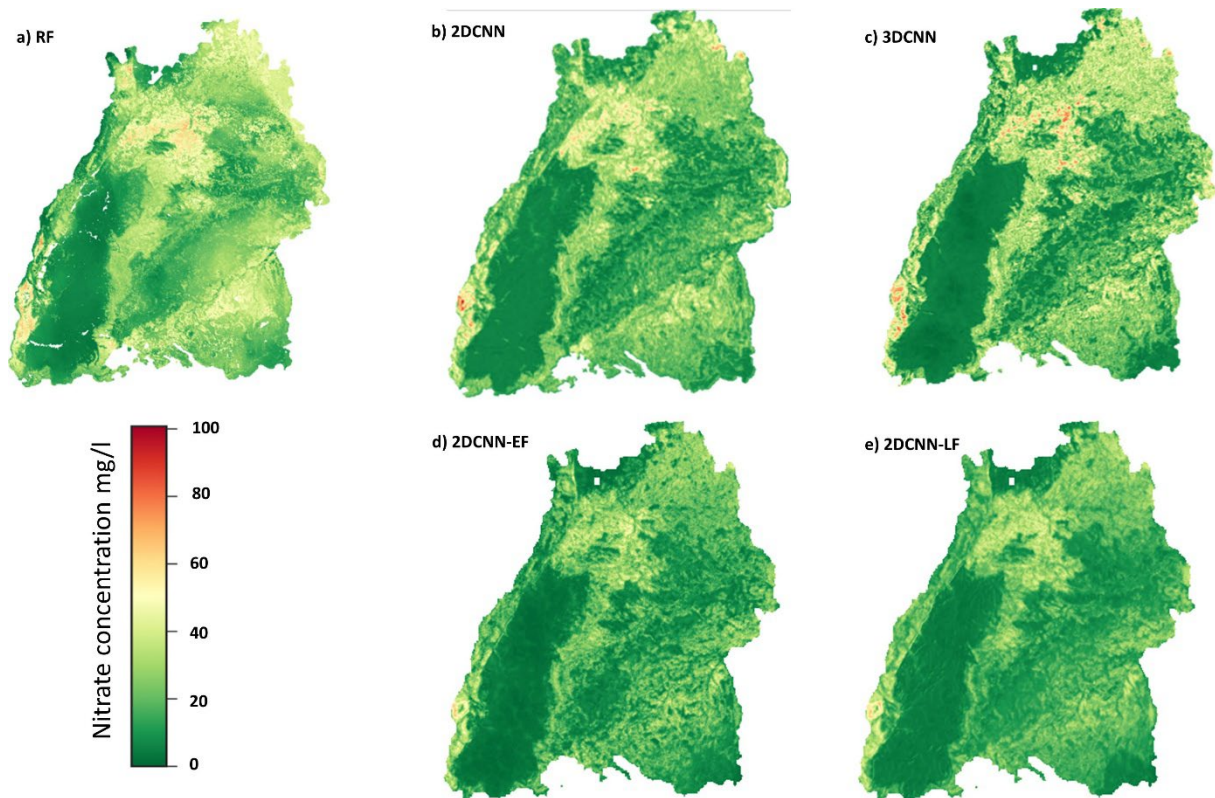 a) RF
b) 2DCNN
c) 3DCNN
Nitrate concentration mg/l
100
80
60
40
20
0
d) 2DCNN-EF
e) 2DCNN-LF